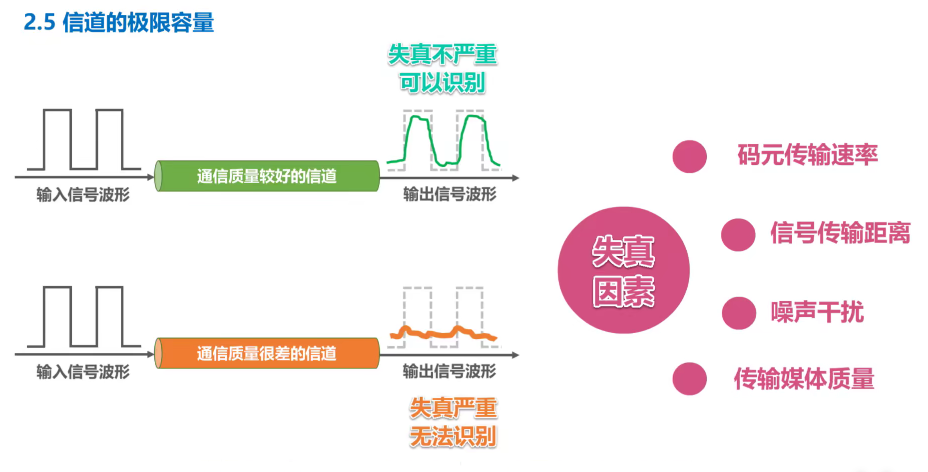 2.5 信道的极限容量
失真不严重
可以识别
通信质量较好的信道
输入信号波形
输出信号波形
通信质量很差的信道
输入信号波形
输出信号波形
失真严重
无法识别
失真
因素
码元传输速率
信号传输距离
噪声干扰
传输媒体质量